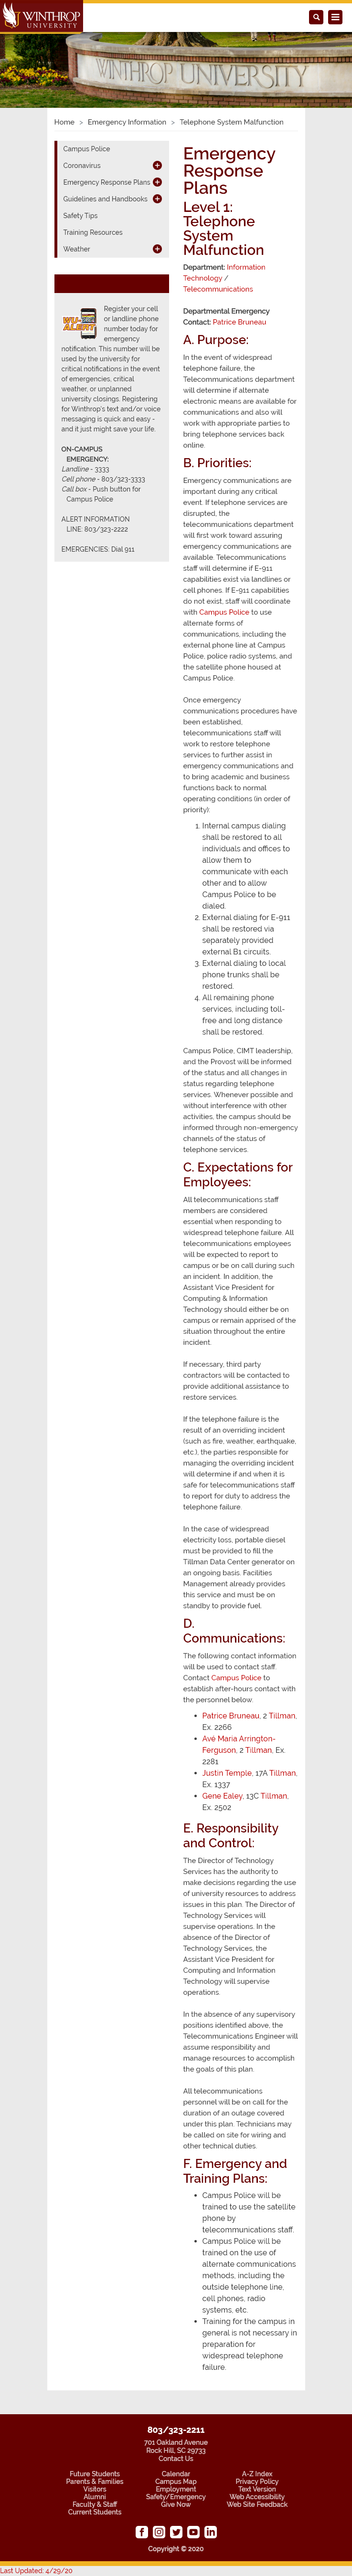 WINTHROP
UNIVERSITY
WINTHROP UNIVERSITY
Home > Emergency Information > Telephone System Malfunction
Campus Police
Coronavirus
Emergency Response Plans
Guidelines and Handbooks
Safety Tips
Training Resources
Weather
WU-
ALERT
Register your cell
or landline phone
number today for
emergency
notification. This number will be
used by the university for
critical notifications in the event
of emergencies, critical
weather, or unplanned
university closings. Registering
for Winthrop's text and/or voice
messaging is quick and easy -
and it just might save your life.
ON-CAMPUS
EMERGENCY:
Landline - 3333
Cell phone - 803/323-3333
Call box - Push button for
Campus Police
ALERT INFORMATION
LINE: 803/323-2222
EMERGENCIES: Dial 911
Emergency
Response
Plans
Level 1:
Telephone
System
Malfunction
Department: Information
Technology /
Telecommunications
Departmental Emergency
Contact: Patrice Bruneau
A. Purpose:
In the event of widespread
telephone failure, the
Telecommunications department
will determine if alternate
electronic means are available for
communications and also will
work with appropriate parties to
bring telephone services back
online.
B. Priorities:
Emergency communications are
important during any critical
event. If telephone services are
disrupted, the
telecommunications department
will first work toward assuring
emergency communications are
available. Telecommunications
staff will determine if E-911
capabilities exist via landlines or
cell phones. If E-911 capabilities
do not exist, staff will coordinate
with Campus Police to use
alternate forms of
communications, including the
external phone line at Campus
Police, police radio systems, and
the satellite phone housed at
Campus Police.
Once emergency
communications procedures have
been established,
telecommunications staff will
work to restore telephone
services to further assist in
emergency communications and
to bring academic and business
functions back to normal
operating conditions (in order of
priority):
1. Internal campus dialing
shall be restored to all
individuals and offices to
allow them to
communicate with each
other and to allow
Campus Police to be
dialed.
2. External dialing for E-911
shall be restored via
separately provided
external B1 circuits.
3. External dialing to local
phone trunks shall be
restored.
4. All remaining phone
services, including toll-
free and long distance
shall be restored.
Campus Police, CIMT leadership,
and the Provost will be informed
of the status and all changes in
status regarding telephone
services. Whenever possible and
without interference with other
activities, the campus should be
informed through non-emergency
channels of the status of
telephone services.
C. Expectations for
Employees:
All telecommunications staff
members are considered
essential when responding to
widespread telephone failure. All
telecommunications employees
will be expected to report to
campus or be on call during such
an incident. In addition, the
Assistant Vice President for
Computing & Information
Technology should either be on
campus or remain apprised of the
situation throughout the entire
incident.
If necessary, third party
contractors will be contacted to
provide additional assistance to
restore services.
If the telephone failure is the
result of an overriding incident
(such as fire, weather, earthquake,
etc.), the parties responsible for
managing the overriding incident
will determine if and when it is
safe for telecommunications staff
to report for duty to address the
telephone failure.
In the case of widespread
electricity loss, portable diesel
must be provided to fill the
Tillman Data Center generator on
an ongoing basis. Facilities
Management already provides
this service and must be on
standby to provide fuel.
D.
Communications:
The following contact information
will be used to contact staff.
Contact Campus Police to
establish after-hours contact with
the personnel below.
• Patrice Bruneau, 2 Tillman,
Ex. 2266
• Ave Maria Arrington-
Ferguson, 2 Tillman, Ex.
2281
• Justin Temple, 17A Tillman,
Ex. 1337
• Gene Ealey, 13C Tillman,
Ex. 2502
E. Responsibility
and Control:
The Director of Technology
Services has the authority to
make decisions regarding the use
of university resources to address
issues in this plan. The Director of
Technology Services will
supervise operations. In the
absence of the Director of
Technology Services, the
Assistant Vice President for
Computing and Information
Technology will supervise
operations.
In the absence of any supervisory
positions identified above, the
Telecommunications Engineer will
assume responsibility and
manage resources to accomplish
the goals of this plan.
All telecommunications
personnel will be on call for the
duration of an outage covered
under this plan. Technicians may
be called on site for wiring and
other technical duties.
F. Emergency and
Training Plans:
• Campus Police will be
trained to use the satellite
phone by
telecommunications staff.
• Campus Police will be
trained on the use of
alternate communications
methods, including the
outside telephone line,
cell phones, radio
systems, etc.
• Training for the campus in
general is not necessary in
preparation for
widespread telephone
failure.
803/323-2211
701 Oakland Avenue
Rock Hill, SC 29733
Contact Us
Future Students
Parents & Families
Visitors
Alumni
Faculty & Staff
Current Students
Calendar
Campus Map
Employment
Safety/Emergency
Give Now
A-Z Index
Privacy Policy
Text Version
Web Accessibility
Web Site Feedback
Copyright © 2020
Last Updated: 4/29/20